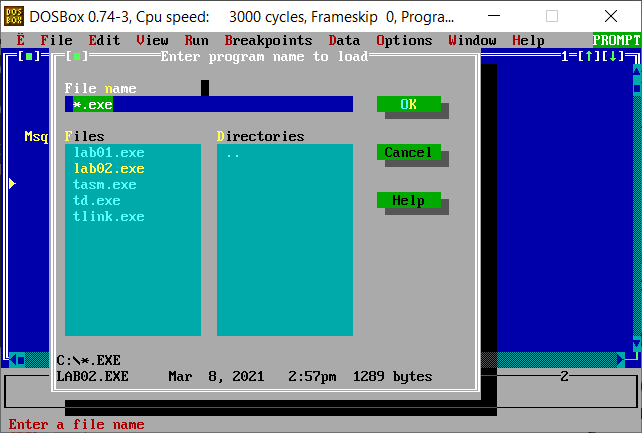 DOSBox 0.74-3, Cpu speed: 3000 cycles, Frameskip 0, Progra...
Ë File Edit View Run Breakpoints Data Options Window Help PROMPT
Enter program name to load 1
File name
*.exe OK
Msq Files Directories
lab01.exe .. Cancel
lab02.exe
tasm.exe
td.exe Help
tlink.exe
C:\*.EXE
LAB02.EXE Mar 8, 2021 2:57pm 1289 bytes 2
Enter a file name